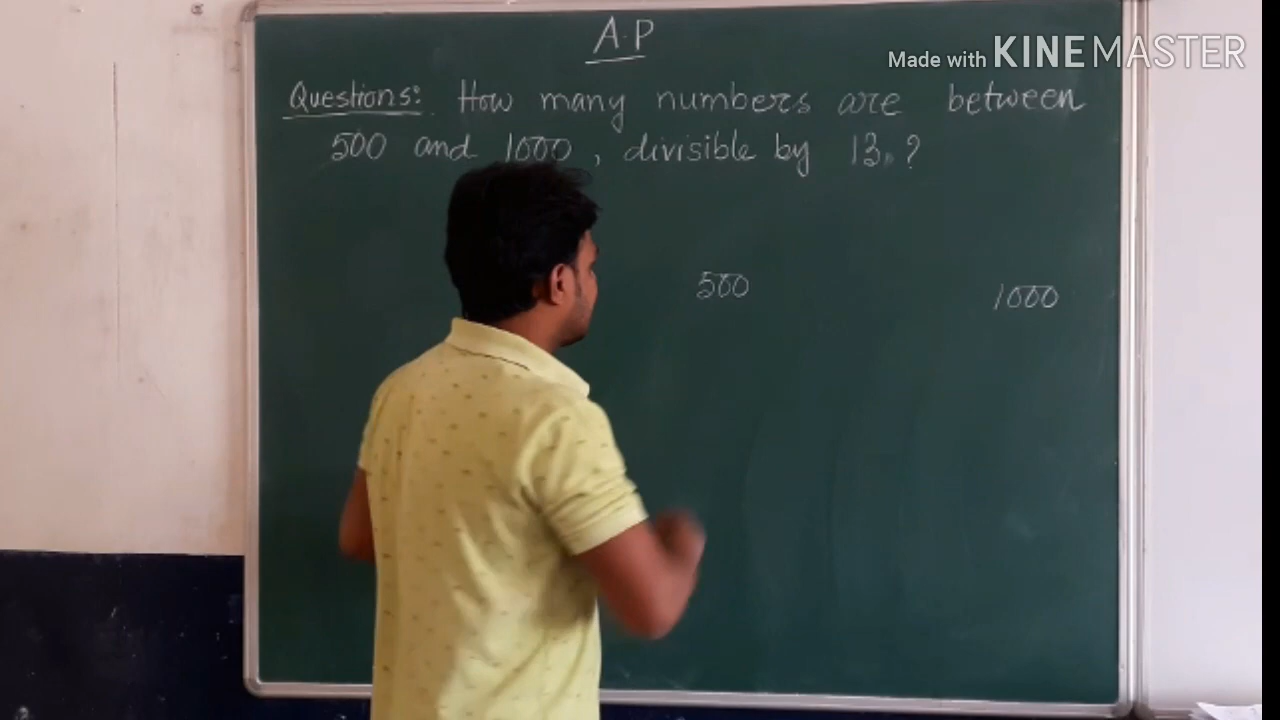 A.P
Made with KINEMASTER
Questions: How many numbers are between
500 and 1000, divisible by 13.?
500 1000